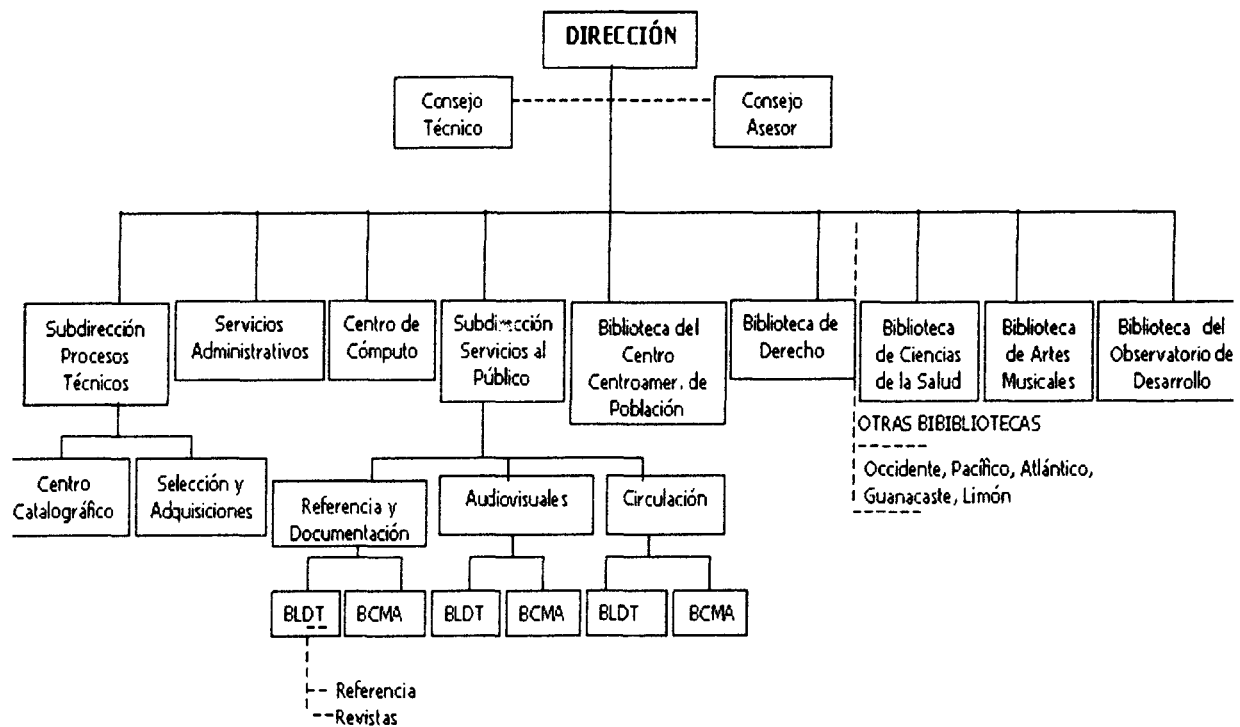 DIRECCIÓN
Consejo
Técnico
Consejo
Asesor
Subdirección
Procesos
Técnicos
Servicios
Administrativos
Centro de
Cómputo
Subdirección
Servicios al
Público
Biblioteca del
Centro
Centroamer. de
Población
Biblioteca de
Derecho
Biblioteca
de Ciencias
de la Salud
Biblioteca
de Artes
Musicales
Biblioteca del
Observatorio de
Desarrollo
OTRAS BIBIBLIOTECAS
Occidente, Pacífico, Atlántico,
Guanacaste, Limón
Centro
Catalográfico
Selección y
Adquisiciones
Referencia y
Documentación
Audiovisuales
Circulación
BLDT
BCMA
BLDT
BCMA
BLDT
BCMA
Referencia
Revistas